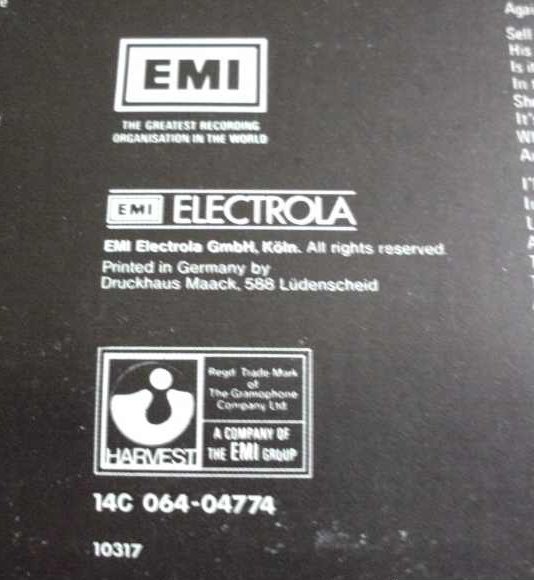 EMI
THE GREATEST RECORDING
ORGANISATION IN THE WORLD
EMI ELECTROLA
EMI Electrola GmbH, Köln. All rights reserved.
Printed in Germany by
Druckhaus Maack, 588 Lüdenscheid
HARVEST
Regd Trade Mark
of
The Gramophone
Company Ltd
A COMPANY OF
THE EMI GROUP
14C 064-04774
10317
Sell
His